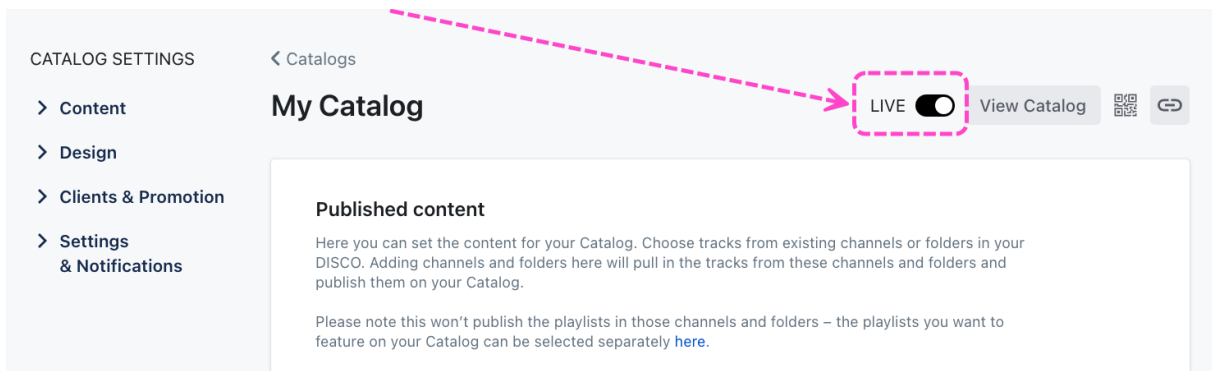 CATALOG SETTINGS
Content
Design
Clients & Promotion
Settings
& Notifications
Catalogs
My Catalog
LIVE
View Catalog
Published content
Here you can set the content for your Catalog. Choose tracks from existing channels or folders in your
DISCO. Adding channels and folders here will pull in the tracks from these channels and folders and
publish them on your Catalog.
Please note this won’t publish the playlists in those channels and folders – the playlists you want to
feature on your Catalog can be selected separately here.